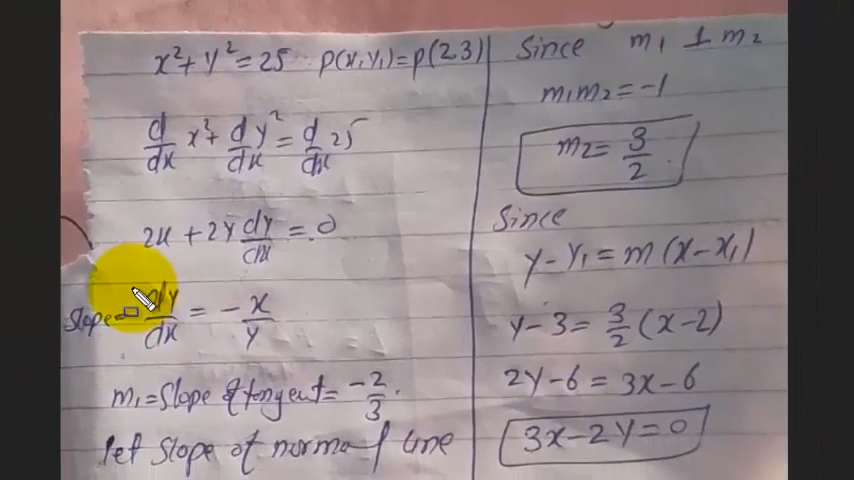 x²+y²=25 P(x,y₁)=P(2,3)
d/dx x²+ d/dx y² = d/dx 25
2x + 2y dy/dx = 0
slope= dy/dx = -x/y
m₁=slope of tangent= -2/3.
let slope of normal line
Since m₁ ⊥ m₂
m₁m₂=-1
m₂= 3/2.
Since
y-y₁=m(x-x₁)
y-3= 3/2 (x-2)
2y-6=3x-6
3x-2y=0